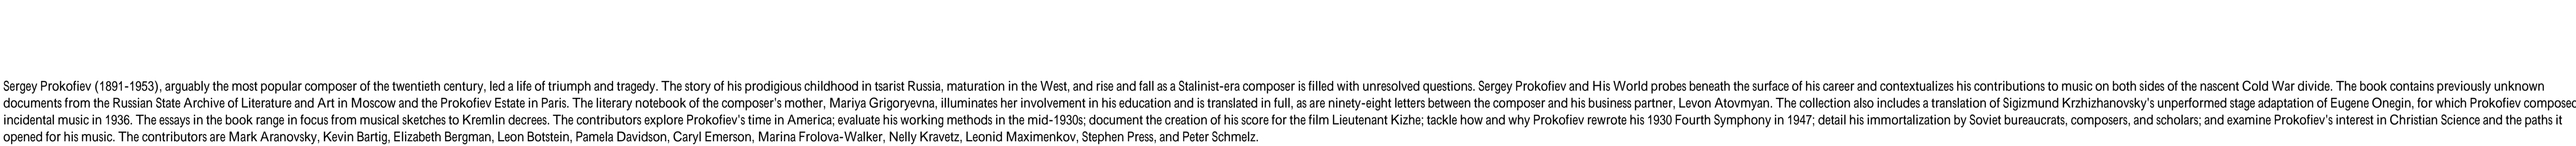 Sergey Prokofiev (1891-1953), arguably the most popular composer of the twentieth century, led a life of triumph and tragedy. The story of his prodigious childhood in tsarist Russia, maturation in the West, and rise and fall as a Stalinist-era composer is filled with unresolved questions. Sergey Prokofiev and His World probes beneath the surface of his career and contextualizes his contributions to music on both sides of the nascent Cold War divide. The book contains previously unknown
documents from the Russian State Archive of Literature and Art in Moscow and the Prokofiev Estate in Paris. The literary notebook of the composer's mother, Mariya Grigoryevna, illuminates her involvement in his education and is translated in full, as are ninety-eight letters between the composer and his business partner, Levon Atovmyan. The collection also includes a translation of Sigizmund Krzhizhanovsky's unperformed stage adaptation of Eugene Onegin, for which Prokofiev composed
incidental music in 1936. The essays in the book range in focus from musical sketches to Kremlin decrees. The contributors explore Prokofiev's time in America; evaluate his working methods in the mid-1930s; document the creation of his score for the film Lieutenant Kizhe; tackle how and why Prokofiev rewrote his 1930 Fourth Symphony in 1947; detail his immortalization by Soviet bureaucrats, composers, and scholars; and examine Prokofiev's interest in Christian Science and the paths it
opened for his music. The contributors are Mark Aranovsky, Kevin Bartig, Elizabeth Bergman, Leon Botstein, Pamela Davidson, Caryl Emerson, Marina Frolova-Walker, Nelly Kravetz, Leonid Maximenkov, Stephen Press, and Peter Schmelz.